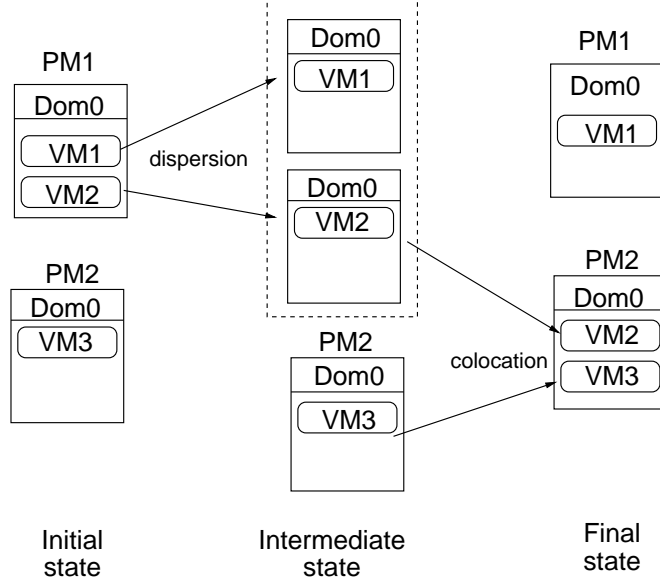 PM1
Dom0
VM1
VM2
dispersion
PM2
Dom0
VM3
Initial
state
Dom0
VM1
Dom0
VM2
PM2
Dom0
VM3
Intermediate
state
colocation
PM1
Dom0
VM1
PM2
Dom0
VM2
VM3
Final
state